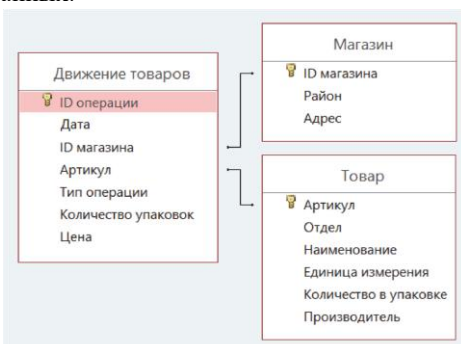 Движение товаров
ID операции
Дата
ID магазина
Артикул
Тип операции
Количество упаковок
Цена
Магазин
ID магазина
Район
Адрес
Товар
Артикул
Отдел
Наименование
Единица измерения
Количество в упаковке
Производитель